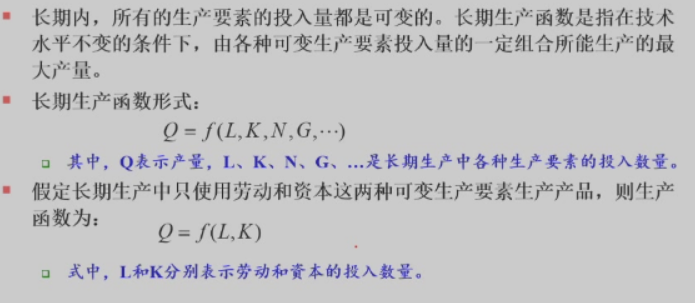 长期内，所有的生产要素的投入量都是可变的。长期生产函数是指在技术
水平不变的条件下，由各种可变生产要素投入量的一定组合所能生产的最
大产量。
长期生产函数形式：
Q = f(L,K,N,G,⋯)
其中，Q表示产量，L、K、N、G、…是长期生产中各种生产要素的投入数量。
假定长期生产中只使用劳动和资本这两种可变生产要素生产产品，则生产
函数为：
Q = f(L,K)
式中，L和K分别表示劳动和资本的投入数量。